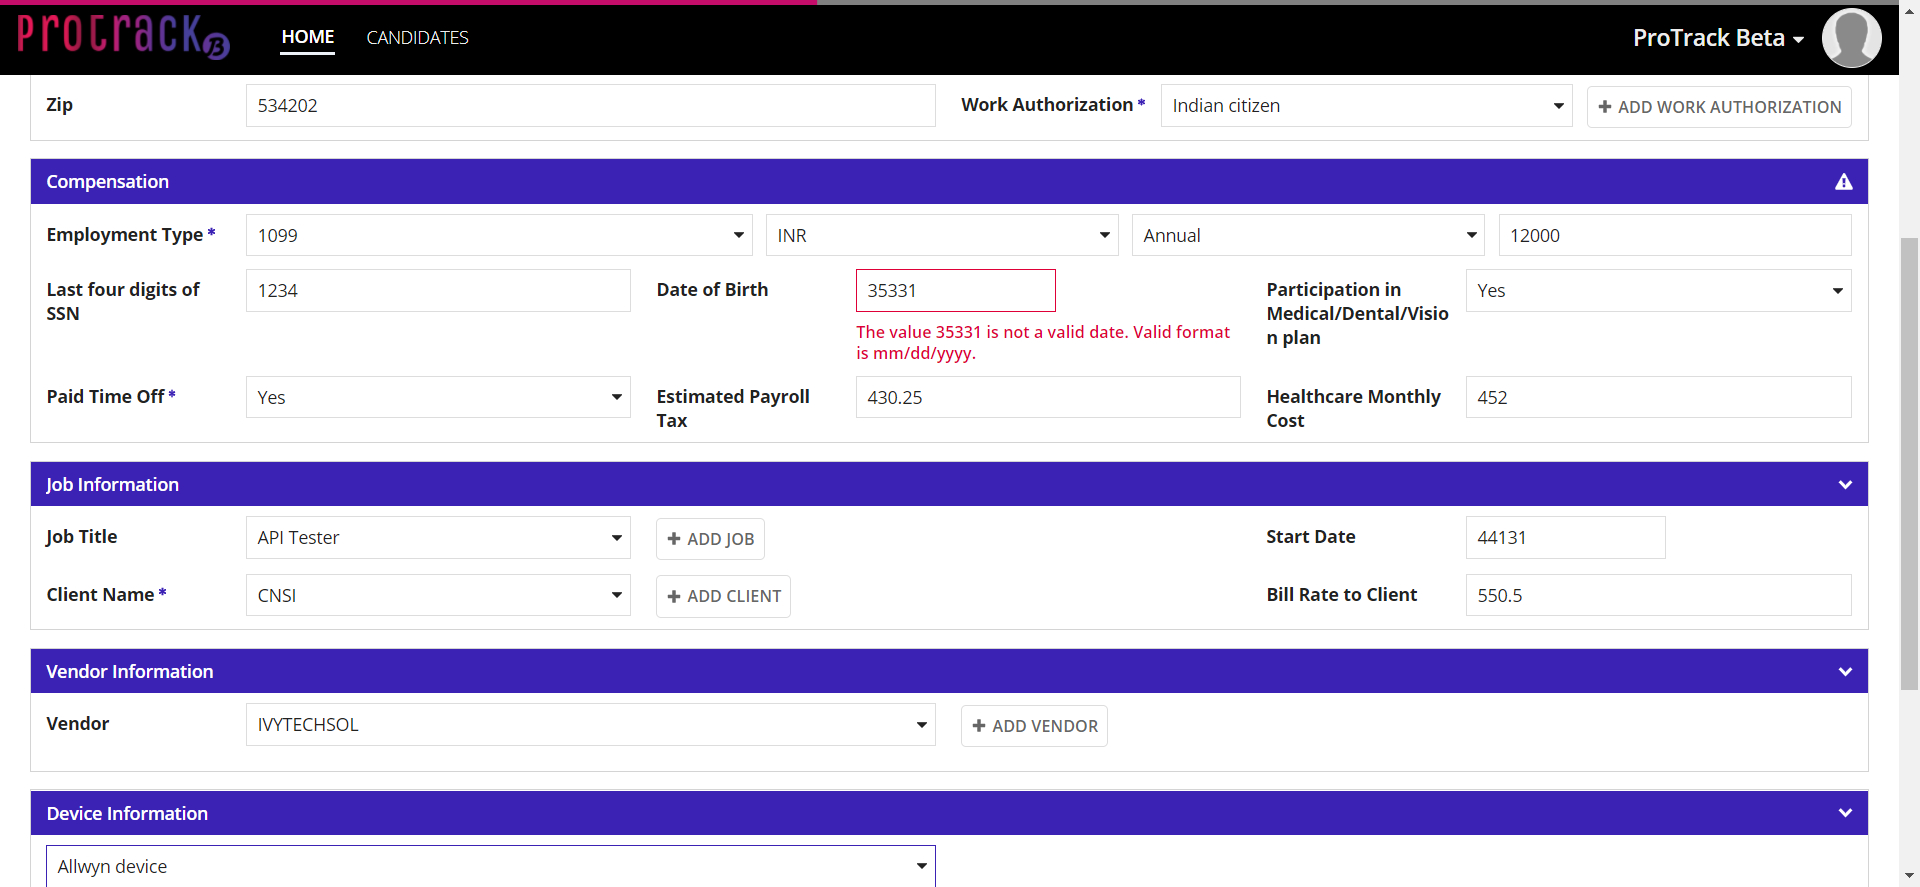 Protrack B HOME CANDIDATES ProTrack Beta
Zip 534202 Work Authorization * Indian citizen + ADD WORK AUTHORIZATION
Compensation
Employment Type * 1099 INR Annual 12000
Last four digits of 1234 Date of Birth 35331 Participation in Yes
SSN Medical/Dental/Visio
The value 35331 is not a valid date. Valid format n plan
is mm/dd/yyyy.
Paid Time Off * Yes Estimated Payroll 430.25 Healthcare Monthly 452
Tax Cost
Job Information
Job Title API Tester + ADD JOB Start Date 44131
Client Name * CNSI + ADD CLIENT Bill Rate to Client 550.5
Vendor Information
Vendor IVYTECHSOL + ADD VENDOR
Device Information
Allwyn device